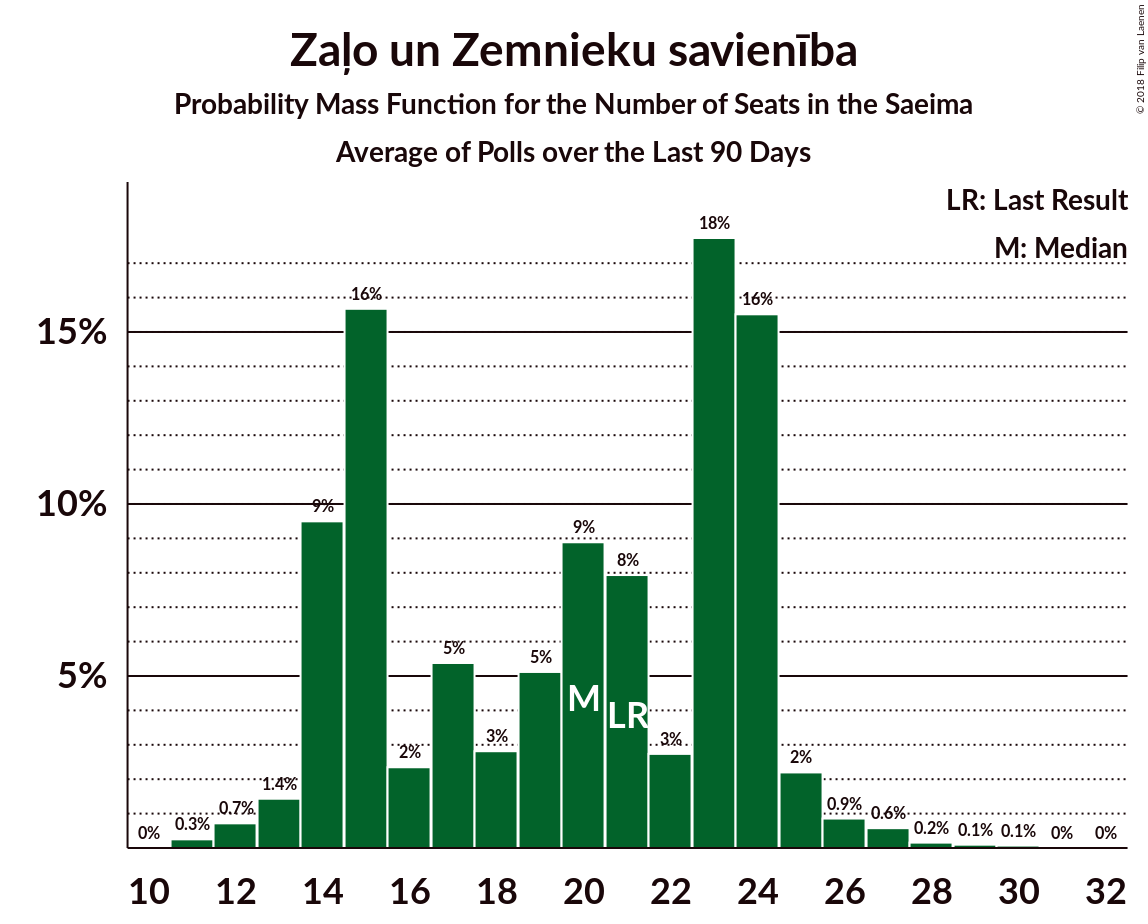 Zaļo un Zemnieku savienība
Probability Mass Function for the Number of Seats in the Saeima
Average of Polls over the Last 90 Days
© 2018 Filip van Laenen
LR: Last Result
M: Median
15%
10%
5%
0%
0.3%
0.7%
1.4%
9%
16%
2%
5%
3%
5%
9%
8%
3%
18%
16%
2%
0.9%
0.6%
0.2%
0.1%
0.1%
0%
0%
M
LR
10 12 14 16 18 20 22 24 26 28 30 32